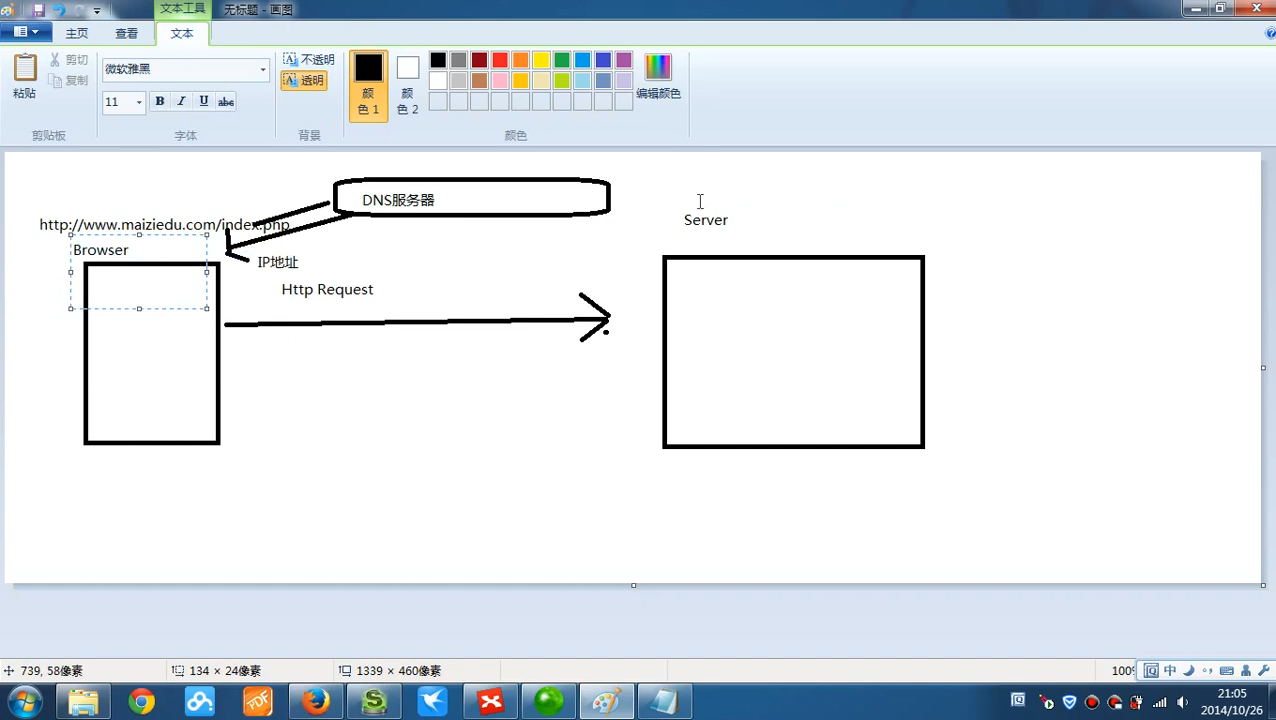 文本工具
无标题 - 画图
主页
查看
文本
粘贴
剪切
复制
剪贴板
微软雅黑
11
B I U abc
字体
不透明
透明
背景
颜色 1
颜色 2
编辑颜色
颜色
DNS服务器
http://www.maiziedu.com/index.php
Server
Browser
IP地址
Http Request
739, 58像素
134 × 24像素
1339 × 460像素
100%
中
21:05
2014/10/26